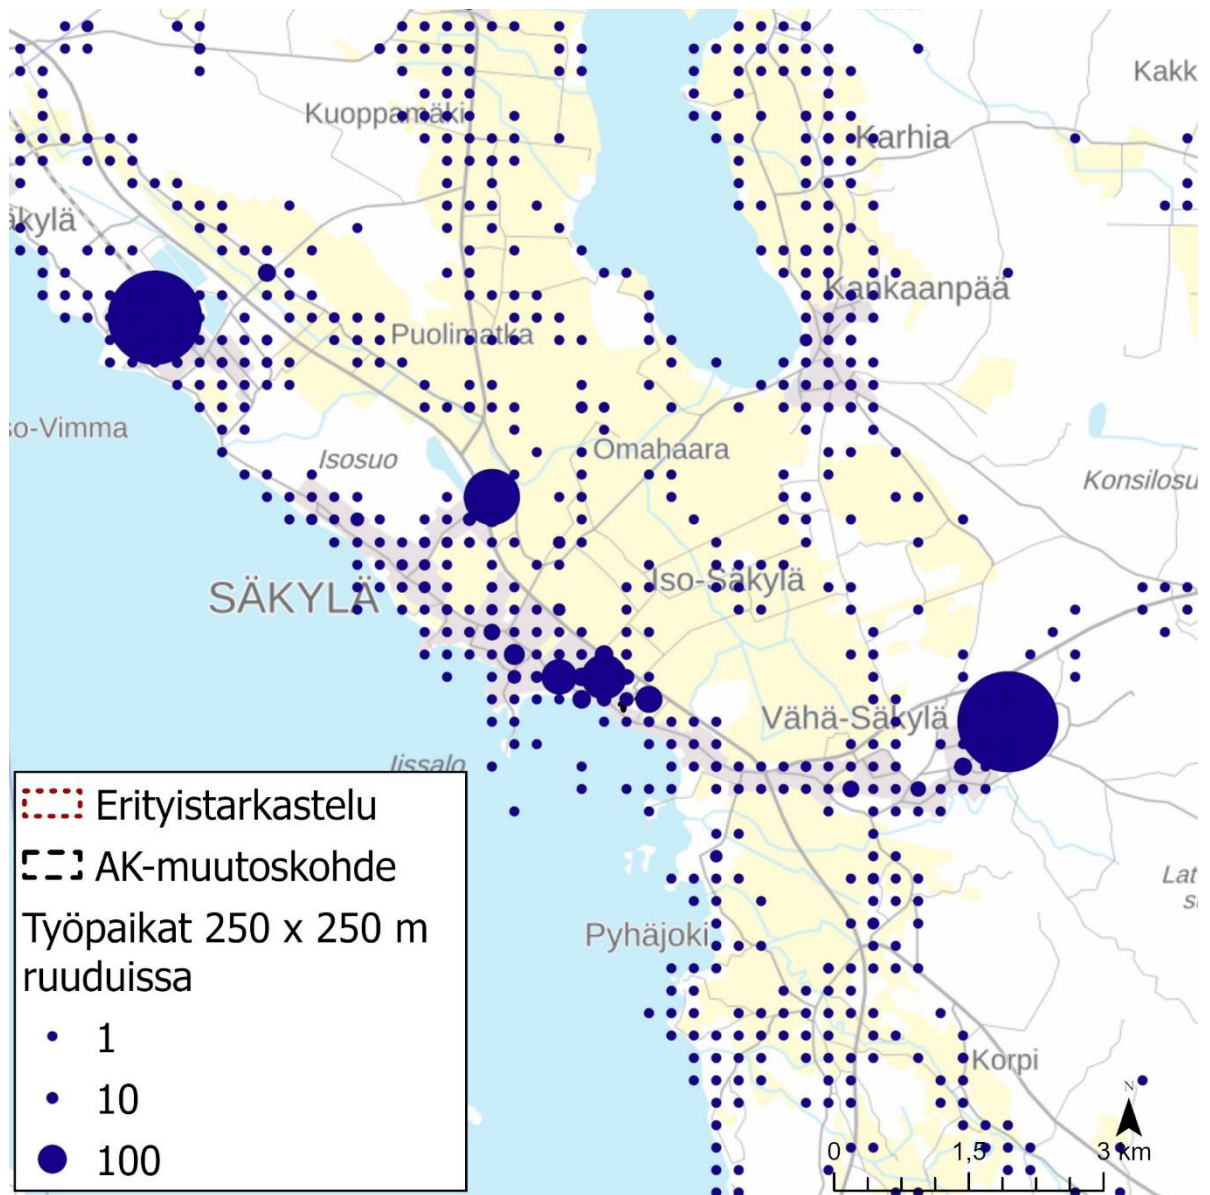 Kakk
Kuoppamäki
Karhia
äkylä
Kankaanpää
Puolimatka
so-Vimma
Isosuo
Omahaara
Konsilosu
SÄKYLÄ
Iso-Säkylä
Vähä-Säkylä
Iissalo
Erityistarkastelu
AK-muutoskohde
Työpaikat 250 x 250 m
ruuduissa
1
10
100
Lat
s
Pyhäjoki
Korpi
N
0 1,5 3 km